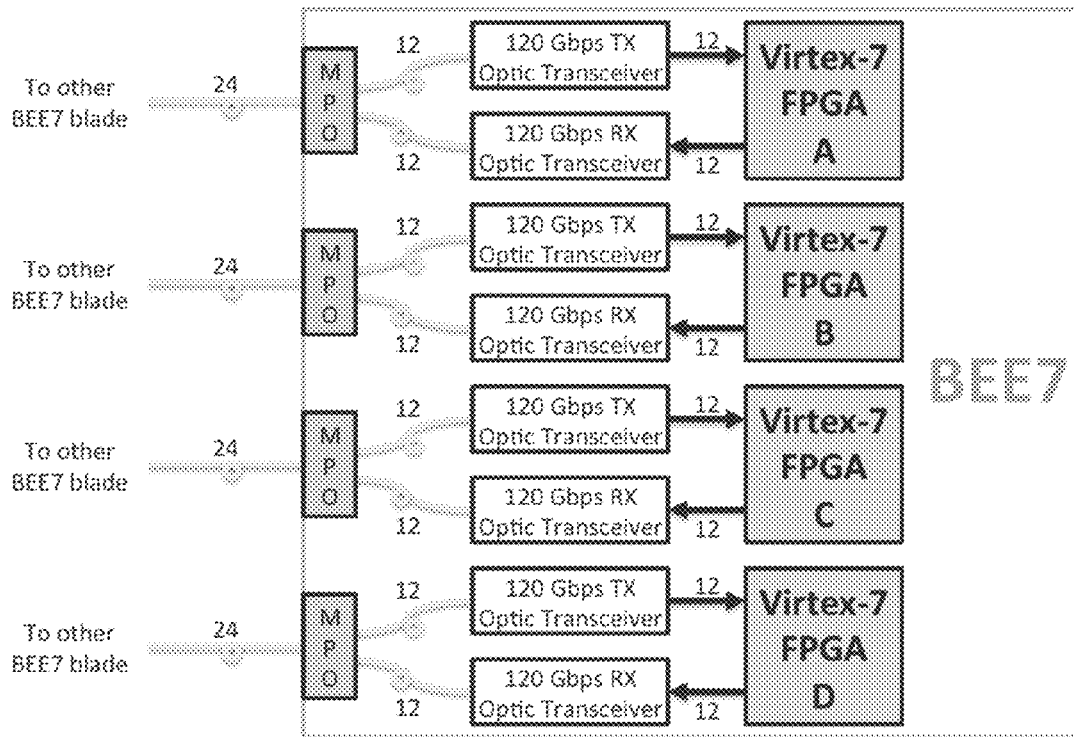 12
120 Gbps TX
Optic Transceiver
12
Virtex-7
FPGA
A
To other
BEE7 blade
24
M
P
O
12
120 Gbps RX
Optic Transceiver
12
12
120 Gbps TX
Optic Transceiver
12
Virtex-7
FPGA
B
To other
BEE7 blade
24
M
P
O
12
120 Gbps RX
Optic Transceiver
12
BEE7
12
120 Gbps TX
Optic Transceiver
12
Virtex-7
FPGA
C
To other
BEE7 blade
24
M
P
O
12
120 Gbps RX
Optic Transceiver
12
12
120 Gbps TX
Optic Transceiver
12
Virtex-7
FPGA
D
To other
BEE7 blade
24
M
P
O
12
120 Gbps RX
Optic Transceiver
12